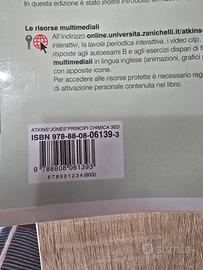 In questa edizione è stato inoltre introdotto un
Le risorse multimediali
All'indirizzo online.universita.zanichelli.it/atkins-
interattivi, la tavola periodica interattiva, i video clip,
risposte agli autoesami B e agli esercizi dispari di f
multimediali in lingua inglese (animazioni, grafici
con apposite icone.
Per accedere alle risorse protette è necessario reg
di attivazione personale contenuta nel libro.
ATKINS*JONES*PRINCIPI CHIMICA 3ED
ISBN 978-88-08-06139-3
9 788808 061393
678901234 (60G)
subito.it